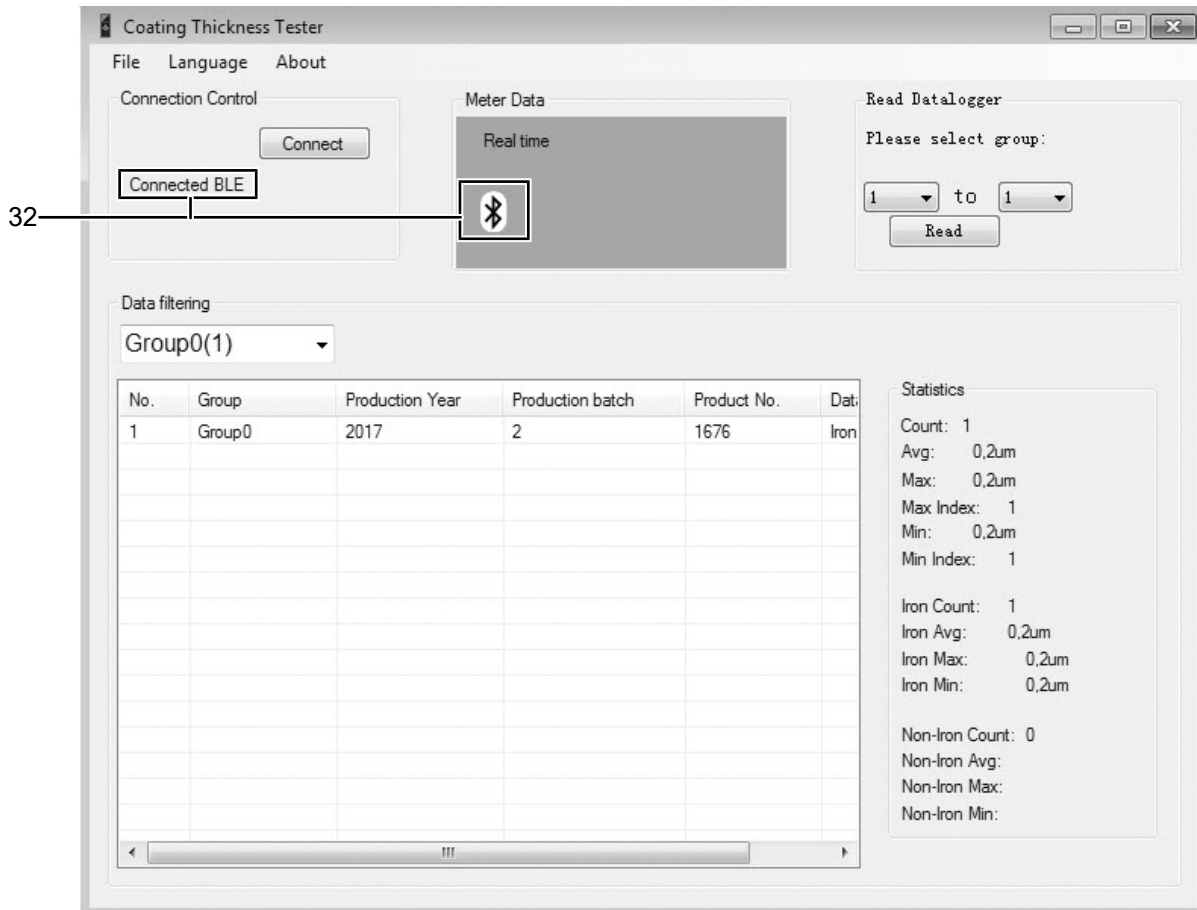 Coating Thickness Tester
File Language About
Connection Control
Connect
Connected BLE
32
Meter Data
Real time
Read Datalogger
Please select group:
1 to 1
Read
Data filtering
Group0(1)
No. Group Production Year Production batch Product No. Data
1 Group0 2017 2 1676 Iron
Statistics
Count: 1
Avg: 0,2um
Max: 0,2um
Max Index: 1
Min: 0,2um
Min Index: 1
Iron Count: 1
Iron Avg: 0,2um
Iron Max: 0,2um
Iron Min: 0,2um
Non-Iron Count: 0
Non-Iron Avg:
Non-Iron Max:
Non-Iron Min: